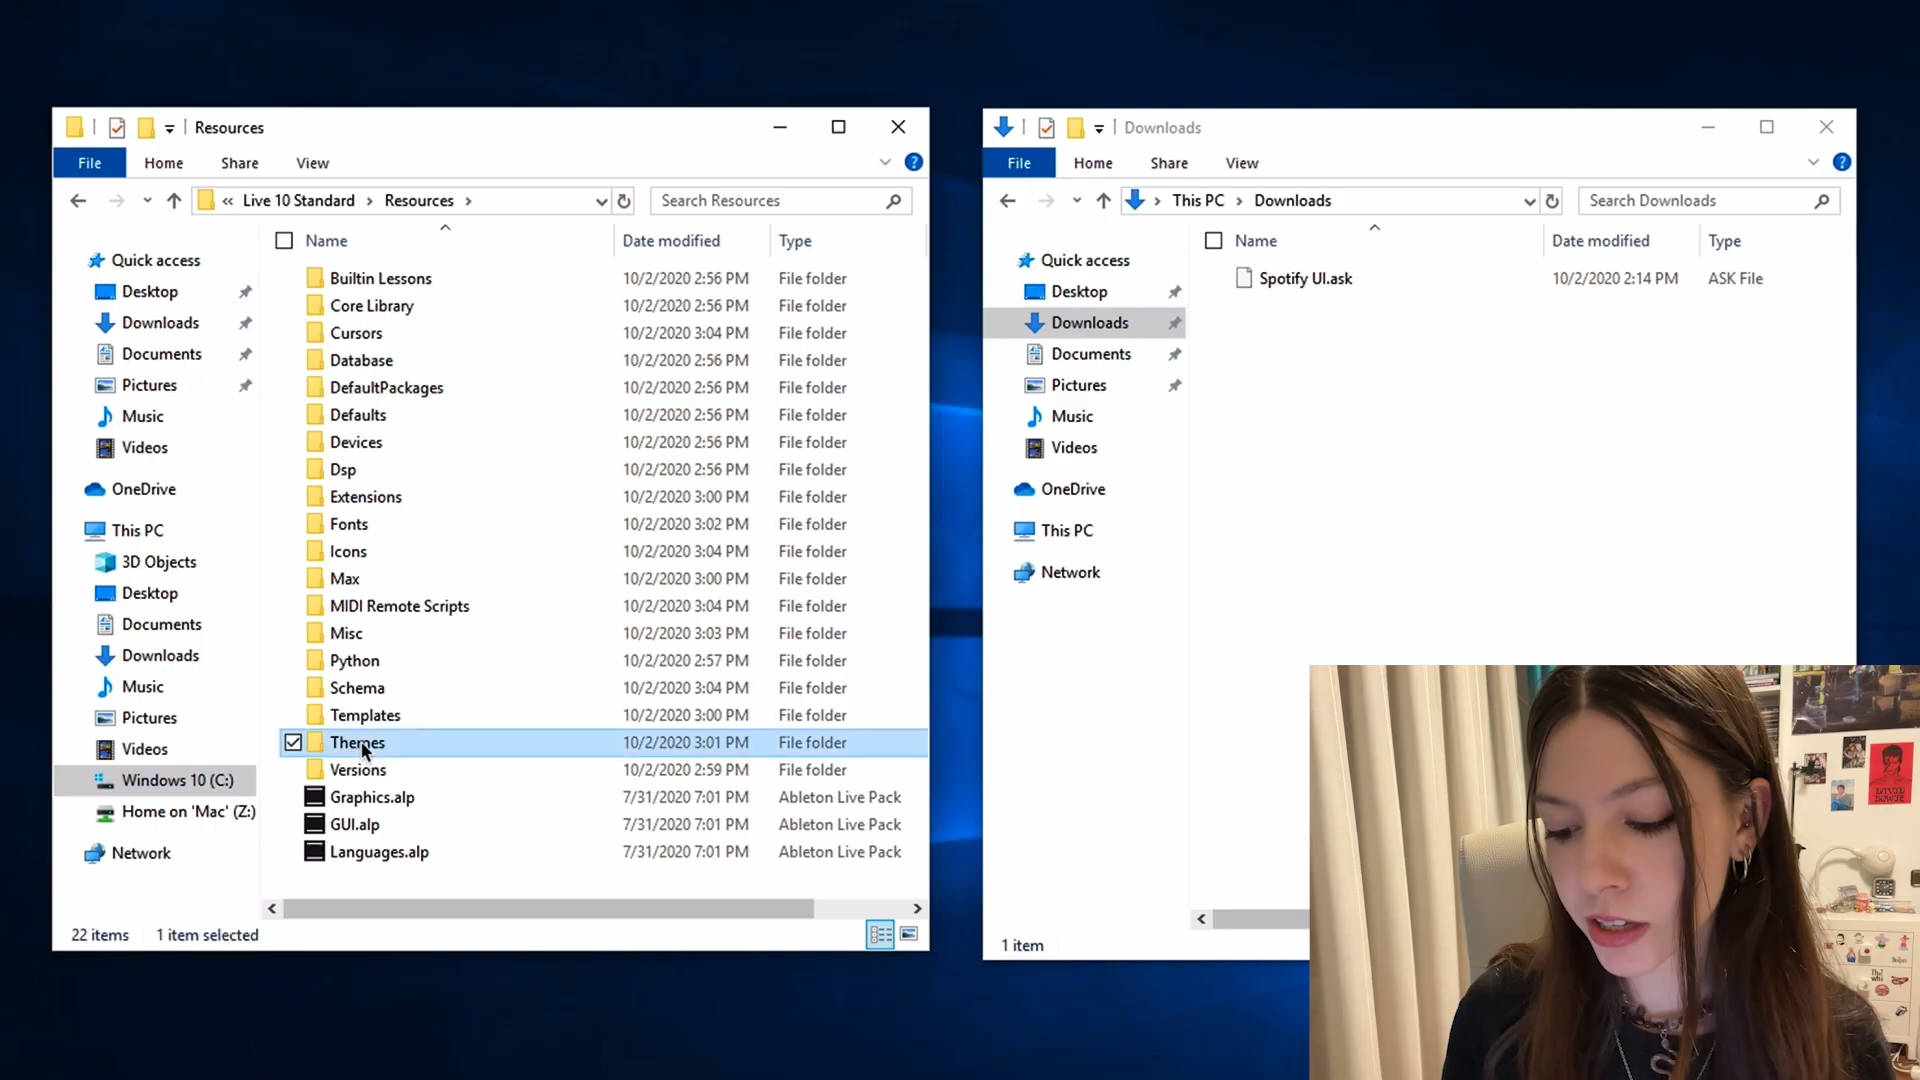 Resources
File Home Share View
« Live 10 Standard › Resources ›
Search Resources
Name Date modified Type
Quick access
Desktop
Downloads
Documents
Pictures
Music
Videos
OneDrive
This PC
3D Objects
Desktop
Documents
Downloads
Music
Pictures
Videos
Windows 10 (C:)
Home on 'Mac' (Z:)
Network
Builtin Lessons 10/2/2020 2:56 PM File folder
Core Library 10/2/2020 2:56 PM File folder
Cursors 10/2/2020 3:04 PM File folder
Database 10/2/2020 2:56 PM File folder
DefaultPackages 10/2/2020 2:56 PM File folder
Defaults 10/2/2020 2:56 PM File folder
Devices 10/2/2020 2:56 PM File folder
Dsp 10/2/2020 2:56 PM File folder
Extensions 10/2/2020 3:00 PM File folder
Fonts 10/2/2020 3:02 PM File folder
Icons 10/2/2020 3:04 PM File folder
Max 10/2/2020 3:00 PM File folder
MIDI Remote Scripts 10/2/2020 3:04 PM File folder
Misc 10/2/2020 3:03 PM File folder
Python 10/2/2020 2:57 PM File folder
Schema 10/2/2020 3:04 PM File folder
Templates 10/2/2020 3:00 PM File folder
Themes 10/2/2020 3:01 PM File folder
Versions 10/2/2020 2:59 PM File folder
Graphics.alp 7/31/2020 7:01 PM Ableton Live Pack
GUI.alp 7/31/2020 7:01 PM Ableton Live Pack
Languages.alp 7/31/2020 7:01 PM Ableton Live Pack
22 items 1 item selected
Downloads
File Home Share View
› This PC › Downloads
Search Downloads
Name Date modified Type
Quick access
Desktop
Downloads
Documents
Pictures
Music
Videos
OneDrive
This PC
Network
Spotify UI.ask 10/2/2020 2:14 PM ASK File
1 item